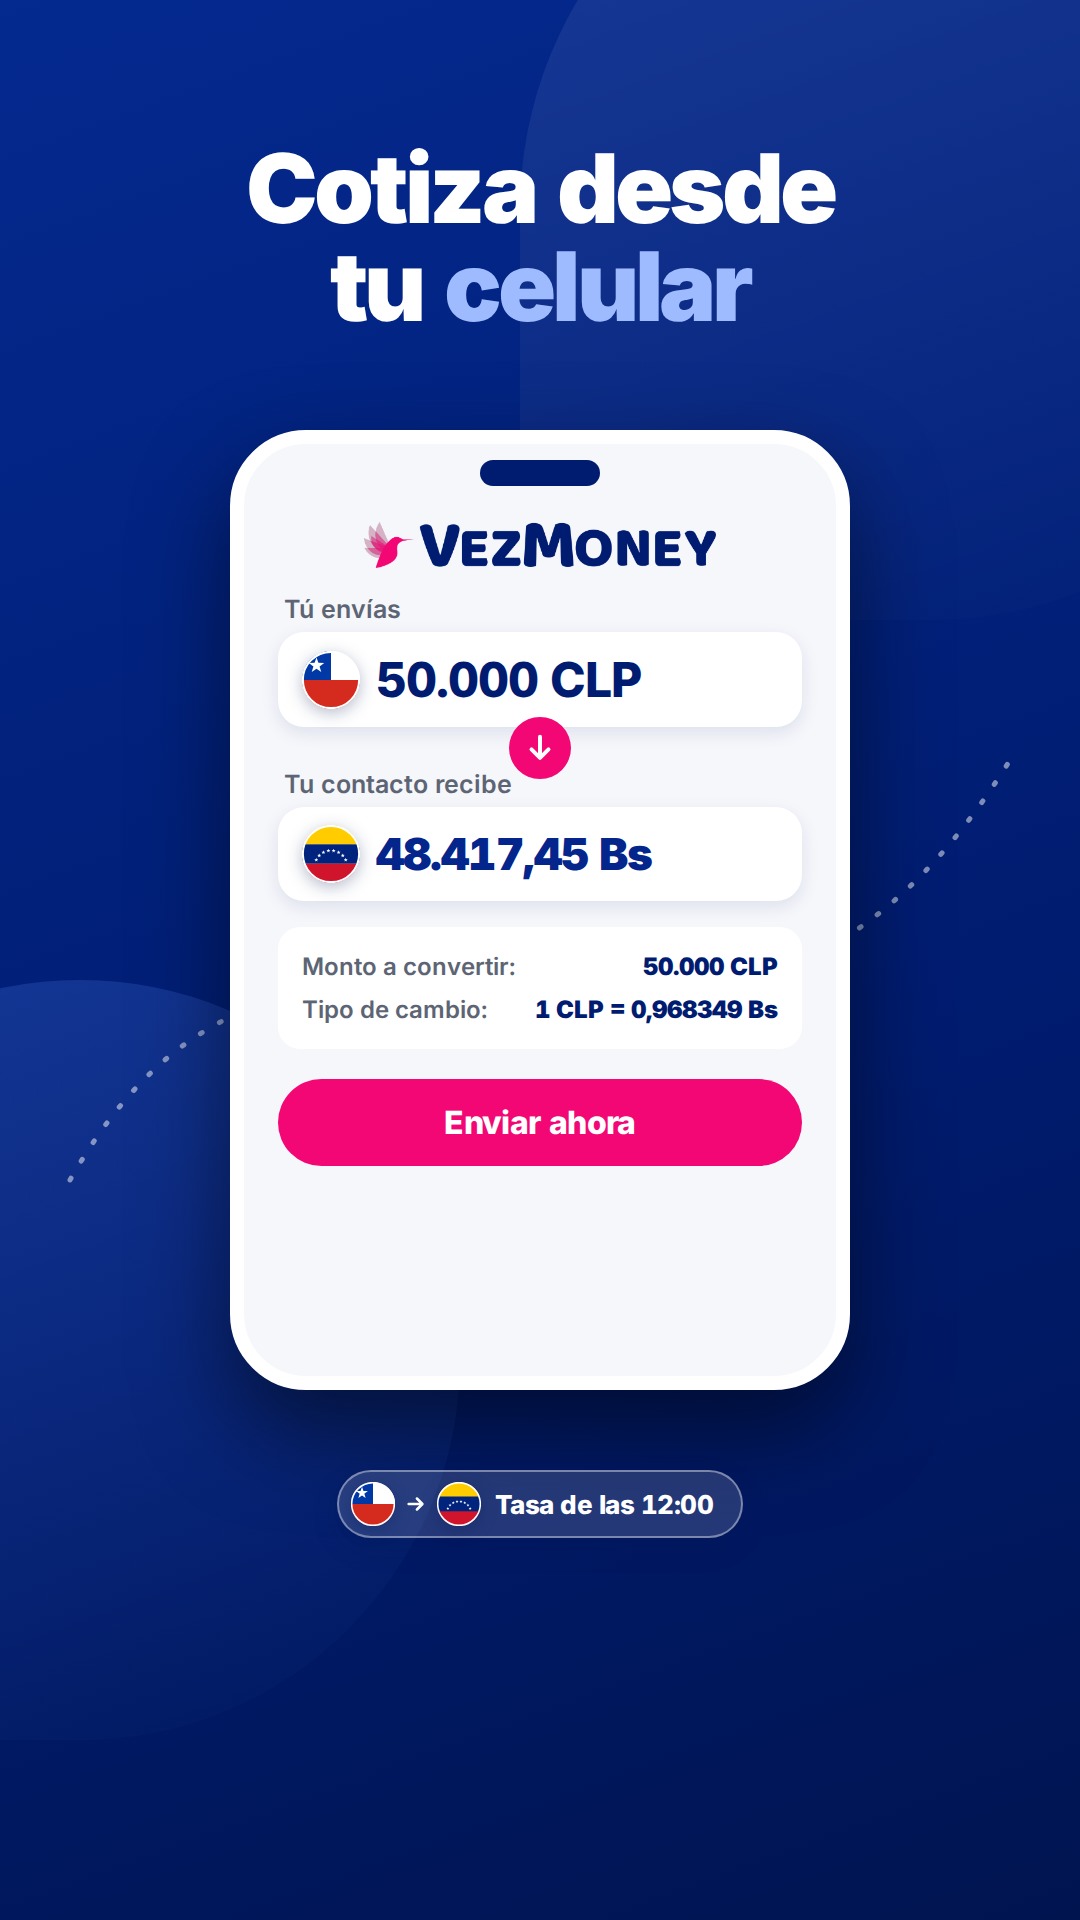 Cotiza desde
tu celular
VEZMONEY
Tú envías
50.000 CLP
Tu contacto recibe
48.417,45 Bs
Monto a convertir: 50.000 CLP
Tipo de cambio: 1 CLP = 0,968349 Bs
Enviar ahora
Tasa de las 12:00